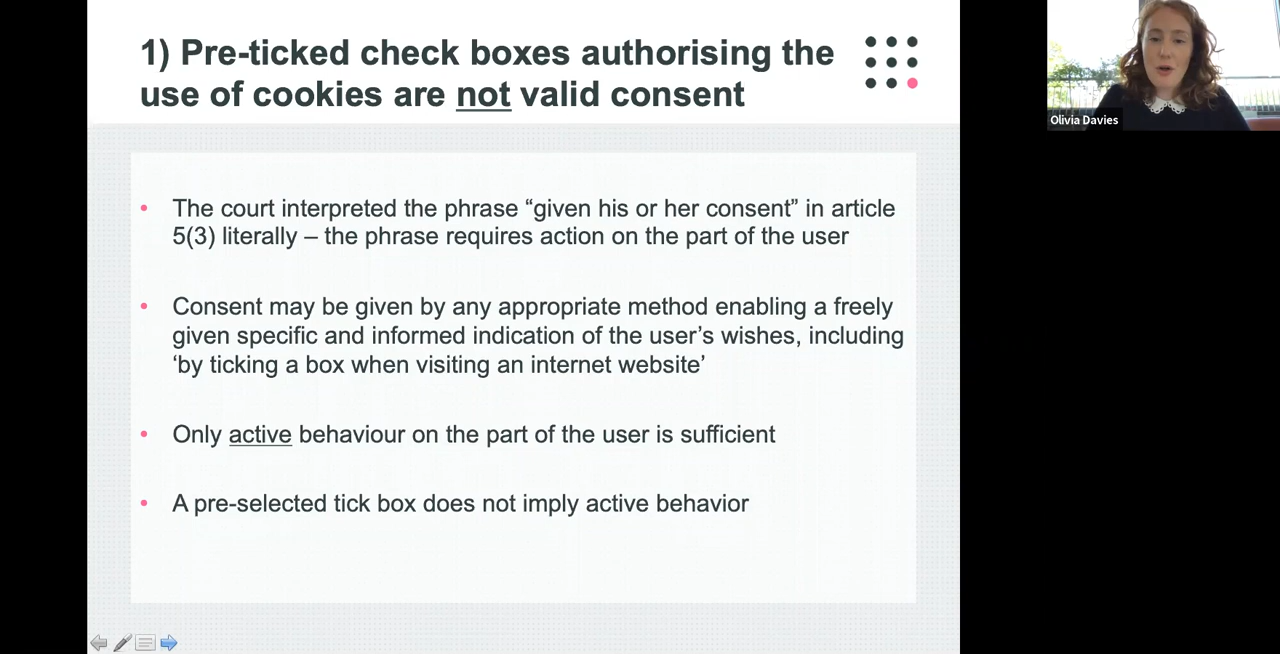 1) Pre-ticked check boxes authorising the
use of cookies are not valid consent
Olivia Davies
• The court interpreted the phrase “given his or her consent” in article
5(3) literally – the phrase requires action on the part of the user
• Consent may be given by any appropriate method enabling a freely
given specific and informed indication of the user’s wishes, including
‘by ticking a box when visiting an internet website’
• Only active behaviour on the part of the user is sufficient
• A pre-selected tick box does not imply active behavior